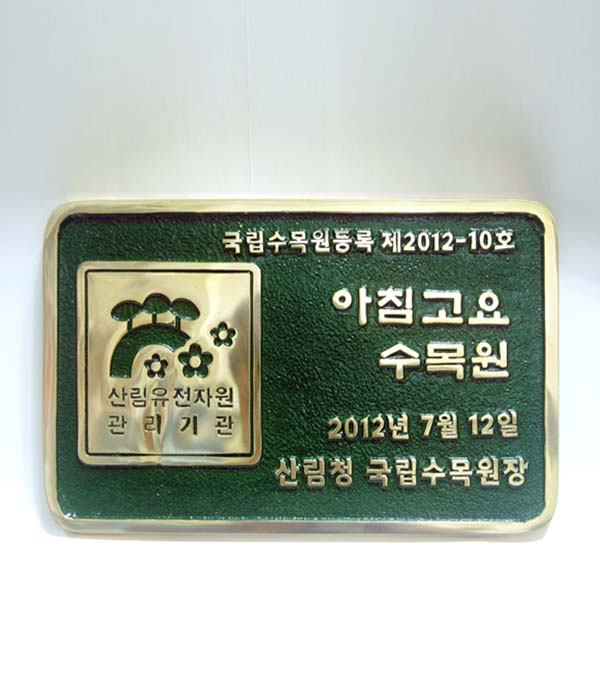 국립수목원등록 제2012-10호
아침고요
수목원
2012년 7월 12일
산림청 국립수목원장
산림유전자원
관리기관